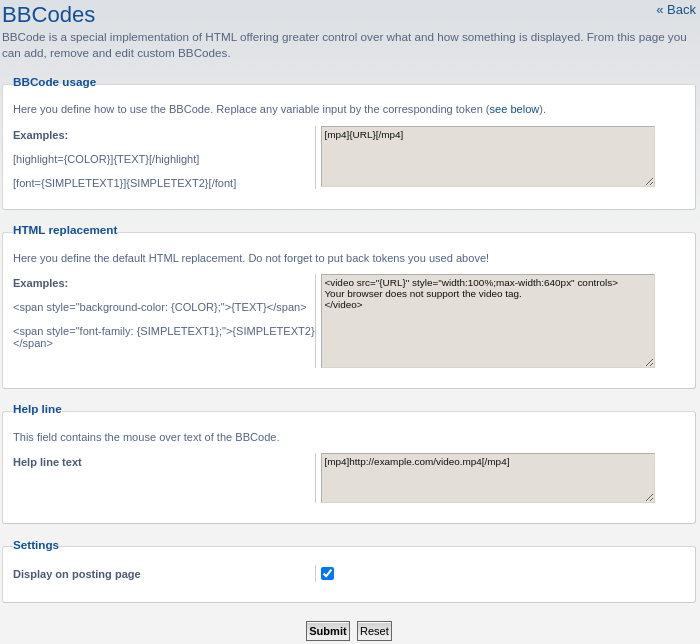 BBCodes
« Back
BBCode is a special implementation of HTML offering greater control over what and how something is displayed. From this page you
can add, remove and edit custom BBCodes.
BBCode usage
Here you define how to use the BBCode. Replace any variable input by the corresponding token (see below).
Examples:
[highlight={COLOR}]{TEXT}[/highlight]
[font={SIMPLETEXT1}]{SIMPLETEXT2}[/font]
[mp4]{URL}[/mp4]
HTML replacement
Here you define the default HTML replacement. Do not forget to put back tokens you used above!
Examples:
<span style="background-color: {COLOR};">{TEXT}</span>
<span style="font-family: {SIMPLETEXT1};">{SIMPLETEXT2}
</span>
<video src="{URL}" style="width:100%;max-width:640px" controls>
Your browser does not support the video tag.
</video>
Help line
This field contains the mouse over text of the BBCode.
Help line text
[mp4]http://example.com/video.mp4[/mp4]
Settings
Display on posting page
Submit
Reset